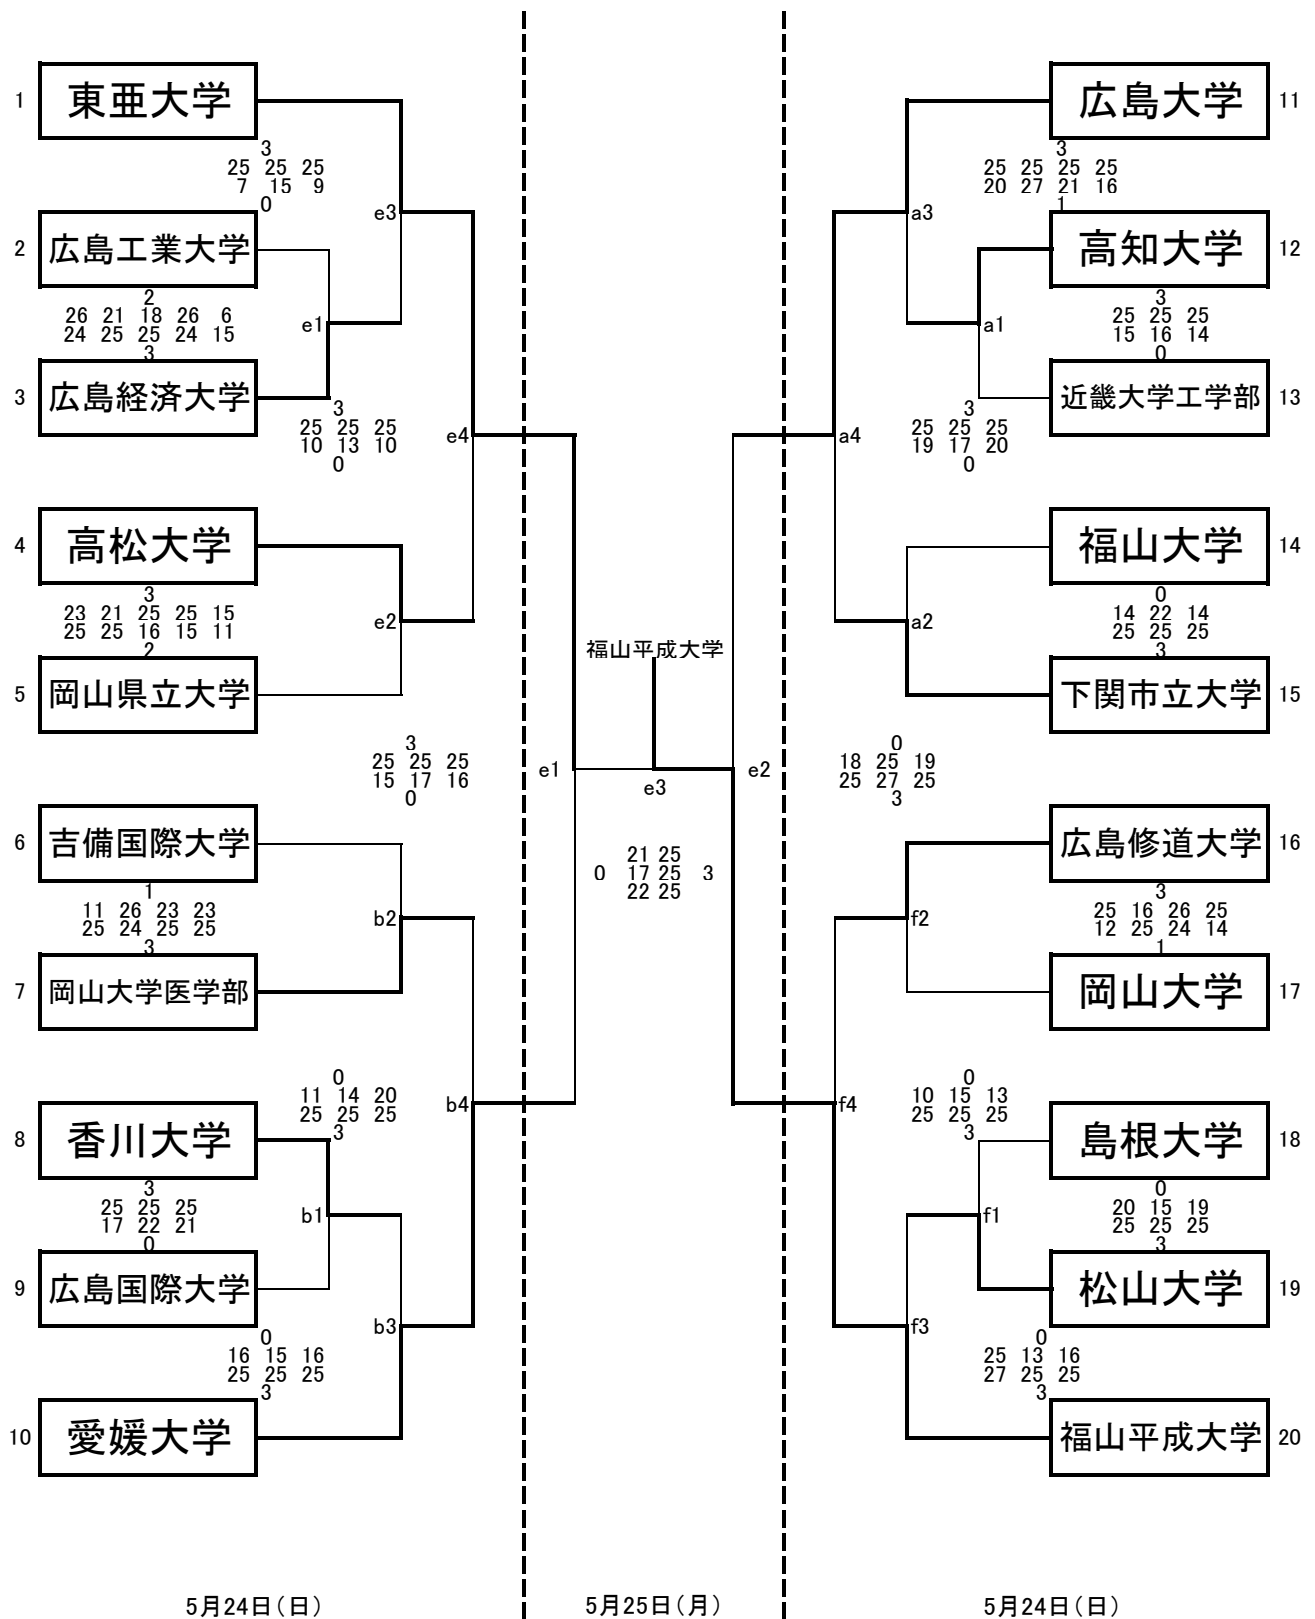 1 東亜大学
3
25 25 25
7 15 9
0
e3
2 広島工業大学
2
26 21 18 26 6
24 25 25 24 15
3
e1
3 広島経済大学
3
25 25 25
10 13 10
0
e4
4 高松大学
3
23 21 25 25 15
25 25 16 15 11
2
e2
5 岡山県立大学
3
25 25 25
15 17 16
0
e1
6 吉備国際大学
1
11 26 23 23
25 24 25 25
3
b2
7 岡山大学医学部
0
11 14 20
25 25 25
3
b4
8 香川大学
3
25 25 25
17 22 21
0
b1
9 広島国際大学
0
16 15 16
25 25 25
3
b3
10 愛媛大学
5月24日(日)
福山平成大学
e3
21 25
0 17 25 3
22 25
5月25日(月)
広島大学 11
3
25 25 25 25
20 27 21 16
1
a3
高知大学 12
3
25 25 25
15 16 14
0
a1
近畿大学工学部 13
3
25 25 25
19 17 20
0
a4
福山大学 14
0
14 22 14
25 25 25
3
a2
下関市立大学 15
0
18 25 19
25 27 25
3
e2
広島修道大学 16
3
25 16 26 25
12 25 24 14
1
f2
岡山大学 17
0
10 15 13
25 25 25
3
f4
島根大学 18
0
20 15 19
25 25 25
3
f1
松山大学 19
0
25 13 16
27 25 25
3
f3
福山平成大学 20
5月24日(日)